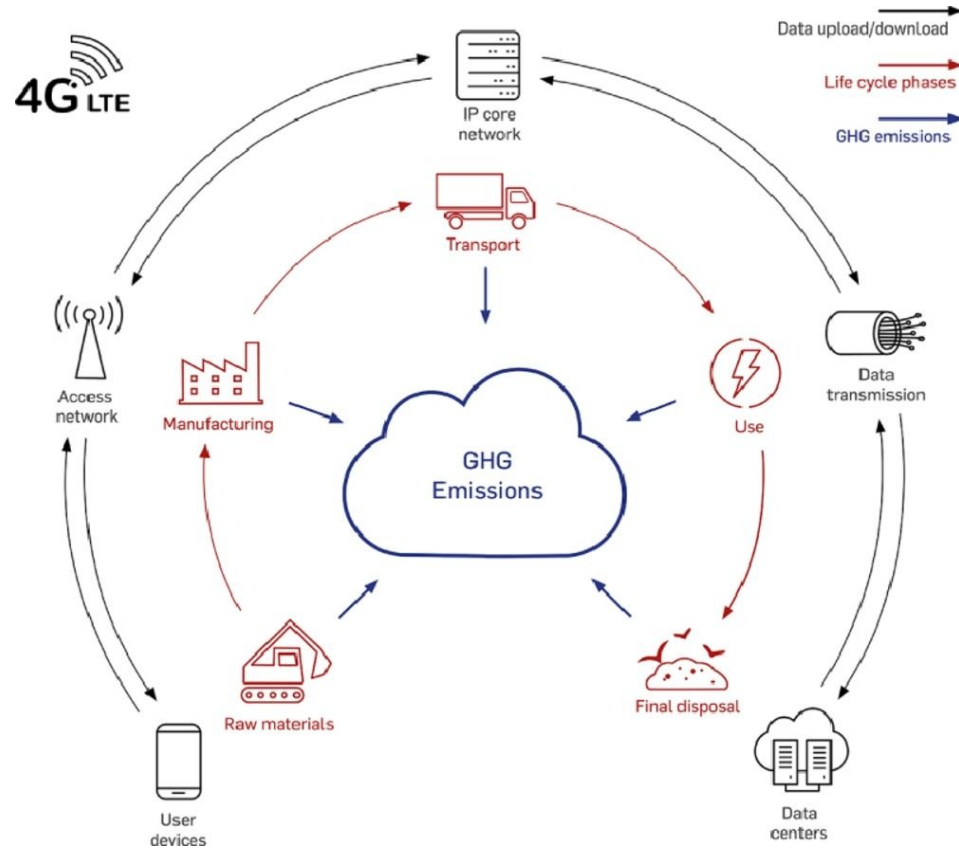 4G LTE
Data upload/download
Life cycle phases
GHG emissions
IP core
network
Transport
Access
network
Manufacturing
Use
Data
transmission
GHG
Emissions
Raw materials
Final disposal
User
devices
Data
centers